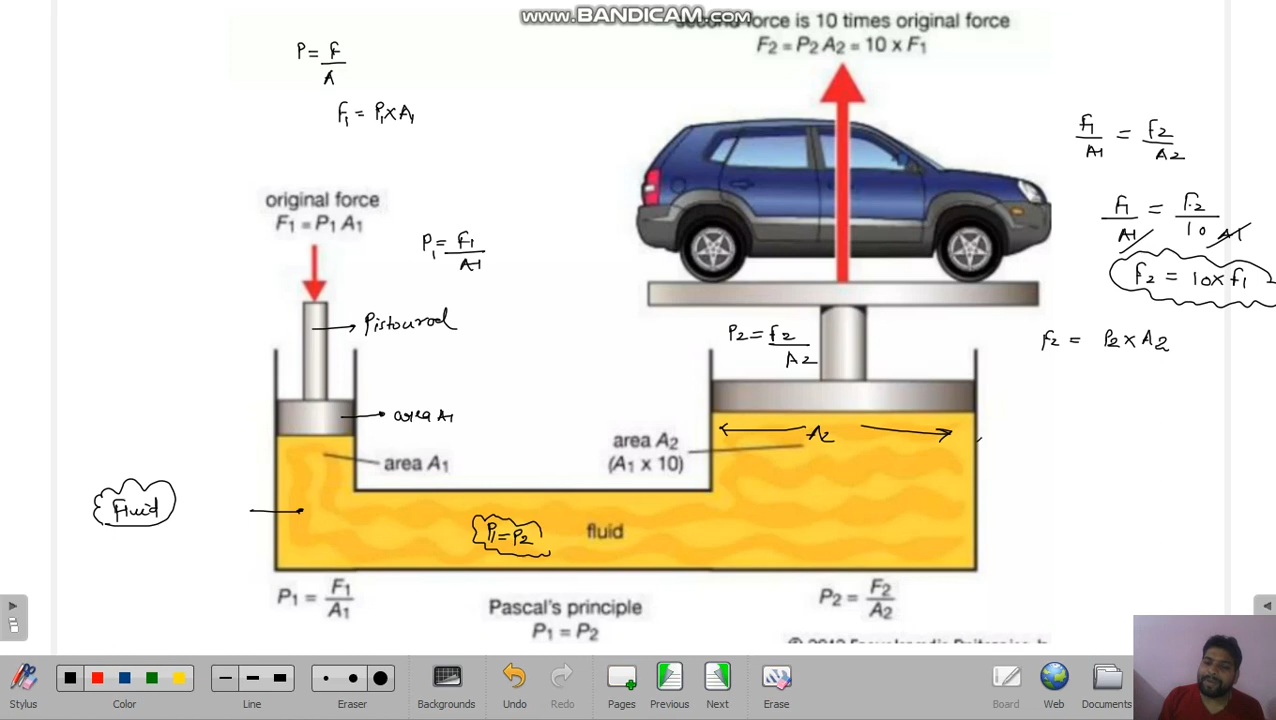 www.BANDICAM.com
second force is 10 times original force
F₂ = P₂ A₂ = 10 x F₁
P = F/A
F₁ = P₁ x A₁
original force
F₁ = P₁ A₁
P₁ = F₁/A1
F1/A1 = F2/A2
F1/A1 = F2/10 A1
F2 = 10x F1
F2 = P2 x A2
Pistourod
P2 = F2/A2
area A1
A2
area A₁
area A₂
(A₁ x 10)
Fluid
P₁ = P2
fluid
P₁ = F₁/A₁
P₂ = F₂/A₂
Pascal's principle
P₁ = P₂
Stylus
Color
Line
Eraser
Backgrounds
Undo
Redo
Pages
Previous
Next
Erase
Board
Web
Documents